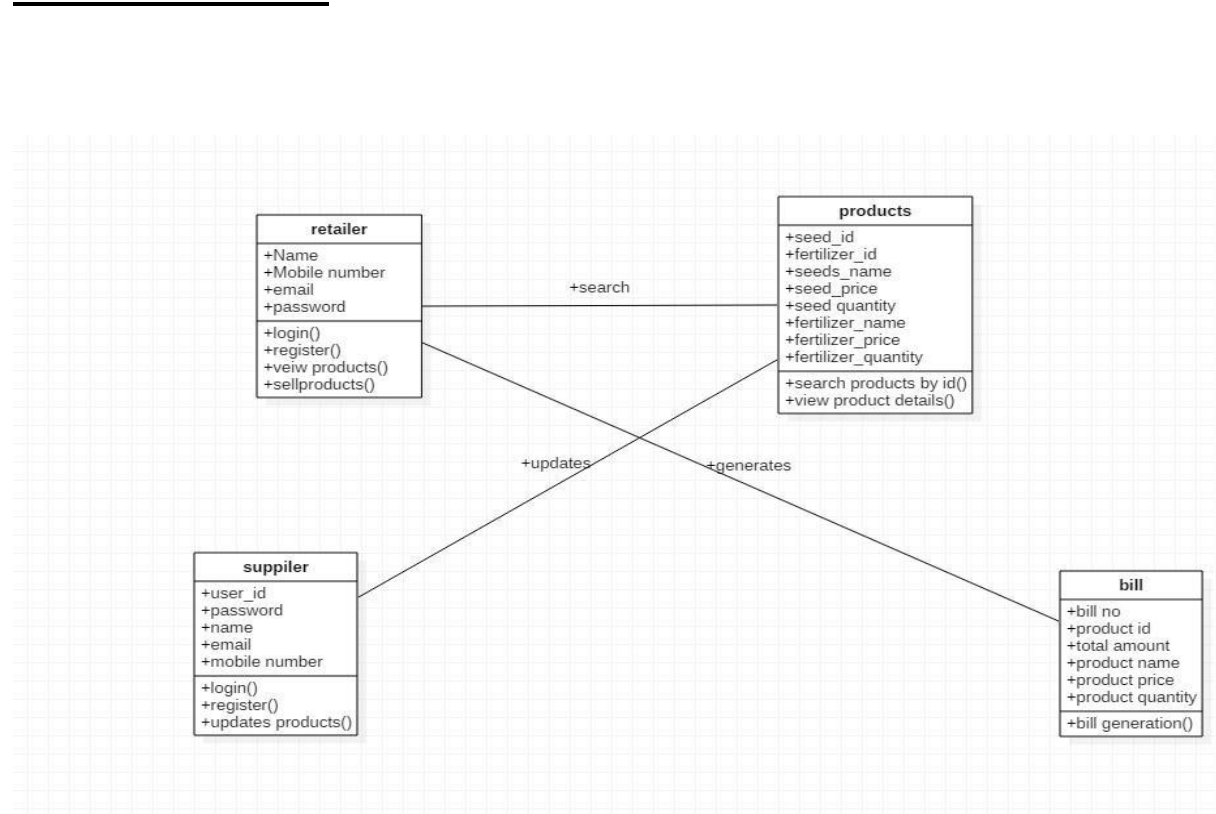 retailer
+Name
+Mobile number
+email
+password
+login()
+register()
+veiw products()
+sellproducts()
+search
products
+seed_id
+fertilizer_id
+seeds_name
+seed_price
+seed quantity
+fertilizer_name
+fertilizer_price
+fertilizer_quantity
+search products by id()
+view product details()
+updates
+generates
suppiler
+user_id
+password
+name
+email
+mobile number
+login()
+register()
+updates products()
bill
+bill no
+product id
+total amount
+product name
+product price
+product quantity
+bill generation()